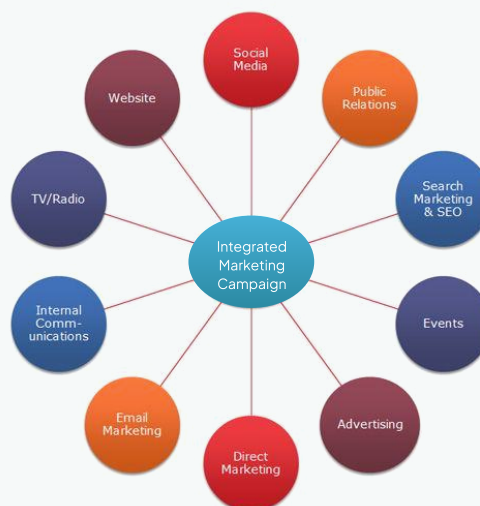 Social
Media
Public
Relations
Search
Marketing
& SEO
Events
Advertising
Direct
Marketing
Email
Marketing
Internal
Comm-
unications
TV/Radio
Website
Integrated
Marketing
Campaign